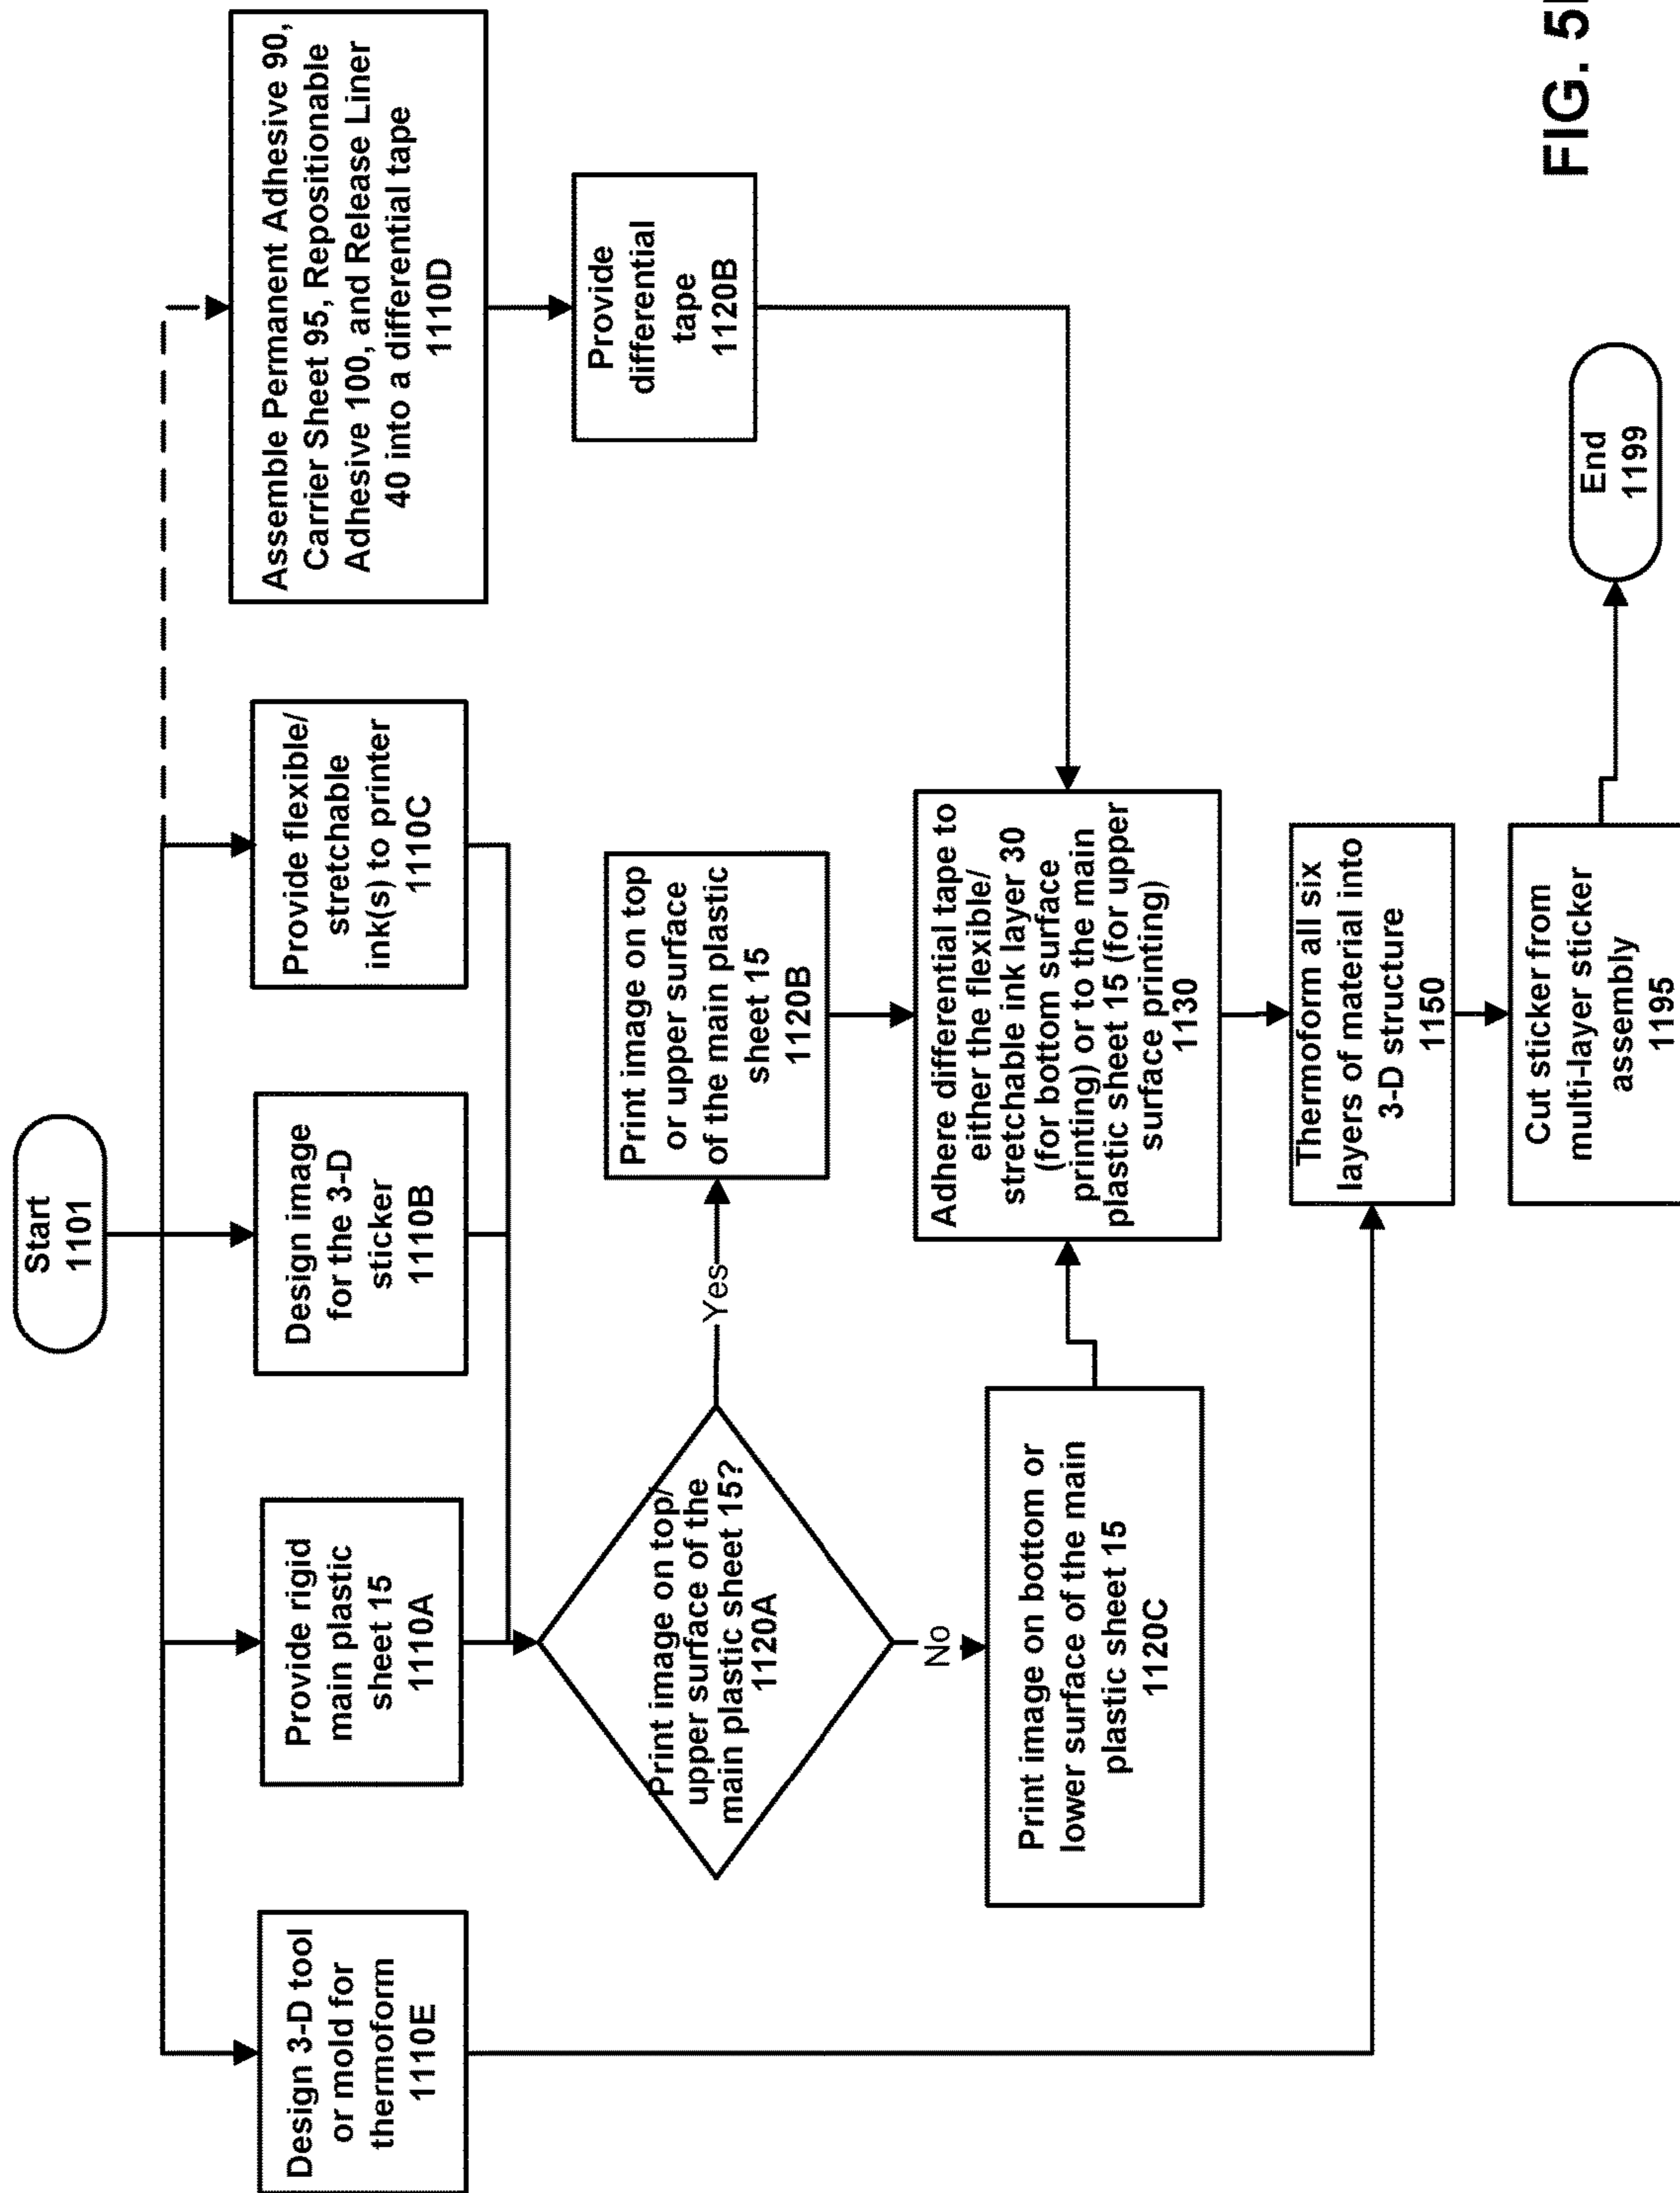 Start
1101
Design 3-D tool
or mold for
thermoform
1110E
Provide rigid
main plastic
sheet 15
1110A
Design image
for the 3-D
sticker
1110B
Provide flexible/
stretchable
ink(s) to printer
1110C
Assemble Permanent Adhesive 90,
Carrier Sheet 95, Repositionable
Adhesive 100, and Release Liner
40 into a differential tape
1110D
Print image on top/
upper surface of the
main plastic sheet 15?
1120A
Yes
No
Print image on top
or upper surface
of the main plastic
sheet 15
1120B
Provide
differential
tape
1120B
Print image on bottom or
lower surface of the main
plastic sheet 15
1120C
Adhere differential tape to
either the flexible/
stretchable ink layer 30
(for bottom surface
printing) or to the main
plastic sheet 15 (for upper
surface printing)
1130
Thermoform all six
layers of material into
3-D structure
1150
Cut sticker from
multi-layer sticker
assembly
1195
End
1199
FIG. 5